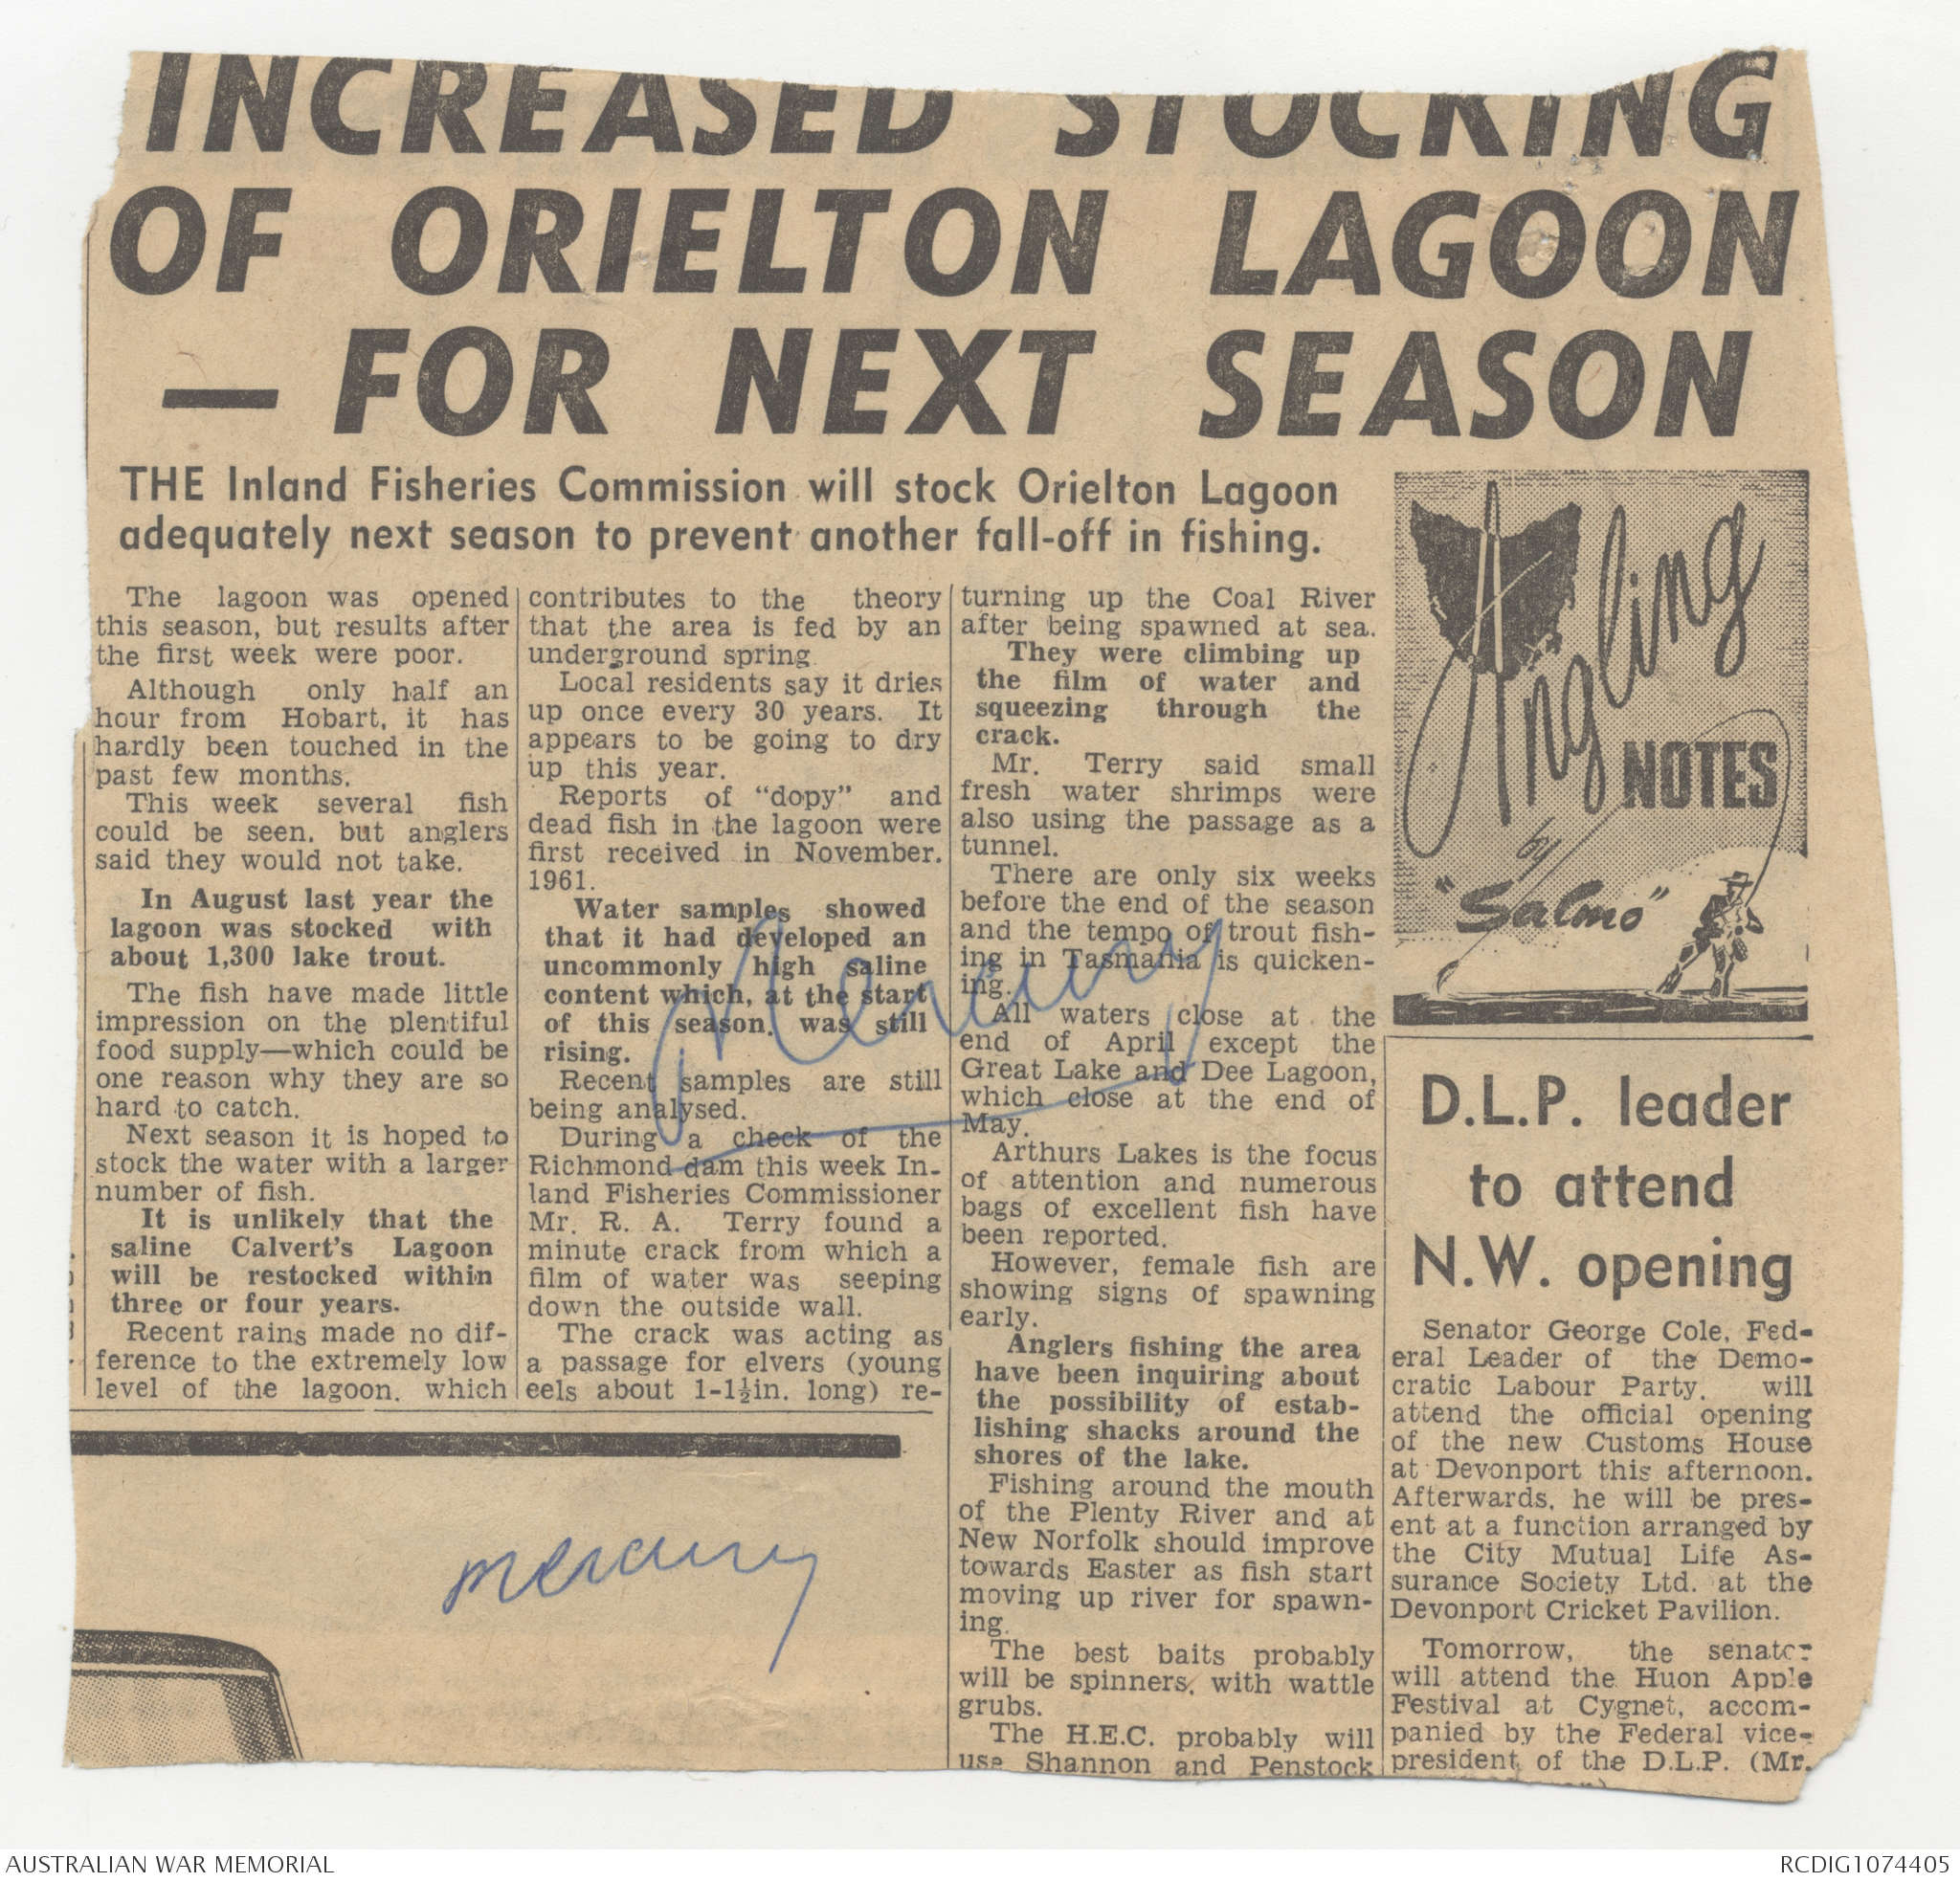 INCREASED STOCKING
OF ORIELTON LAGOON
— FOR NEXT SEASON
THE Inland Fisheries Commission will stock Orielton Lagoon
adequately next season to prevent another fall-off in fishing.
The lagoon was opened
this season, but results after
the first week were poor.
Although only half an
hour from Hobart, it has
hardly been touched in the
past few months.
This week several fish
could be seen, but anglers
said they would not take.
In August last year the
lagoon was stocked with
about 1,300 lake trout.
The fish have made little
impression on the plentiful
food supply—which could be
one reason why they are so
hard to catch.
Next season it is hoped to
stock the water with a larger
number of fish.
It is unlikely that the
saline Calvert's Lagoon
will be restocked within
three or four years.
Recent rains made no dif-
ference to the extremely low
level of the lagoon, which
contributes to the theory
that the area is fed by an
underground spring.
Local residents say it dries
up once every 30 years. It
appears to be going to dry
up this year.
Reports of “dopy” and
dead fish in the lagoon were
first received in November,
1961.
Water samples showed
that it had developed an
uncommonly high saline
content which, at the start
of this season, was still
rising.
Recent samples are still
being analysed.
During a check of the
Richmond dam this week In-
land Fisheries Commissioner
Mr. R. A. Terry found a
minute crack from which a
film of water was seeping
down the outside wall.
The crack was acting as
a passage for elvers (young
eels about 1-1½in. long) re-
turning up the Coal River
after being spawned at sea.
They were climbing up
the film of water and
squeezing through the
crack.
Mr. Terry said small
fresh water shrimps were
also using the passage as a
tunnel.
There are only six weeks
before the end of the season
and the tempo of trout fish-
ing in Tasmania is quicken-
ing.
All waters close at the
end of April except the
Great Lake and Dee Lagoon,
which close at the end of
May.
Arthurs Lakes is the focus
of attention and numerous
bags of excellent fish have
been reported.
However, female fish are
showing signs of spawning
early.
Anglers fishing the area
have been inquiring about
the possibility of estab-
lishing shacks around the
shores of the lake.
Fishing around the mouth
of the Plenty River and at
New Norfolk should improve
towards Easter as fish start
moving up river for spawn-
ing.
The best baits probably
will be spinners, with wattle
grubs.
The H.E.C. probably will
use Shannon and Penstock
Angling
NOTES
by
“Salmo”
D.L.P. leader
to attend
N.W. opening
Senator George Cole, Fed-
eral Leader of the Demo-
cratic Labour Party, will
attend the official opening
of the new Customs House
at Devonport this afternoon.
Afterwards, he will be pres-
ent at a function arranged by
the City Mutual Life As-
surance Society Ltd. at the
Devonport Cricket Pavilion.
Tomorrow, the senator
will attend the Huon Apple
Festival at Cygnet, accom-
panied by the Federal vice-
president of the D.L.P. (Mr.
Mercury
mercury
AUSTRALIAN WAR MEMORIAL
RCDIG1074405